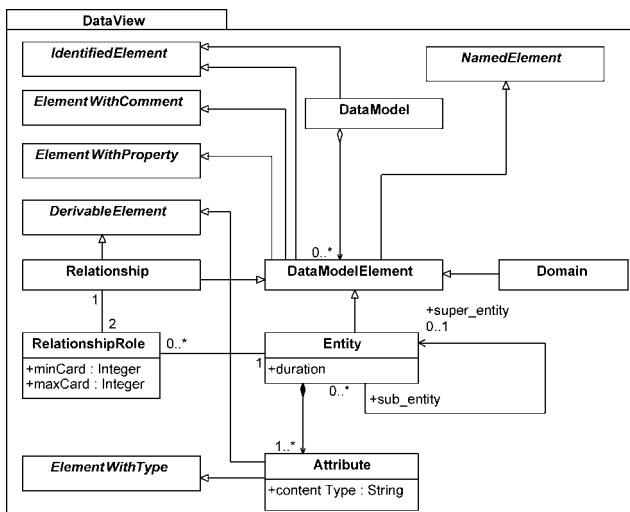 DataView
IdentifiedElement
NamedElement
ElementWithComment
DataModel
ElementWithProperty
DerivableElement
0..*
Relationship
DataModelElement
Domain
1
+super_entity
0..1
2
RelationshipRole
0..*
Entity
+minCard : Integer
+maxCard : Integer
1
+duration
0..*
+sub_entity
1..*
ElementWithType
Attribute
+content Type : String